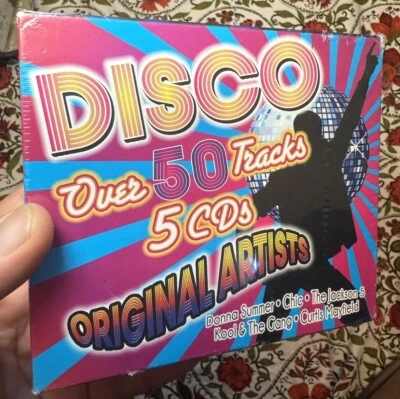 DISCO
Over 50 Tracks
5 CDs
ORIGINAL ARTISTS
Donna Summer • Chic • The Jackson 5
Kool & The Gang • Curtis Mayfield